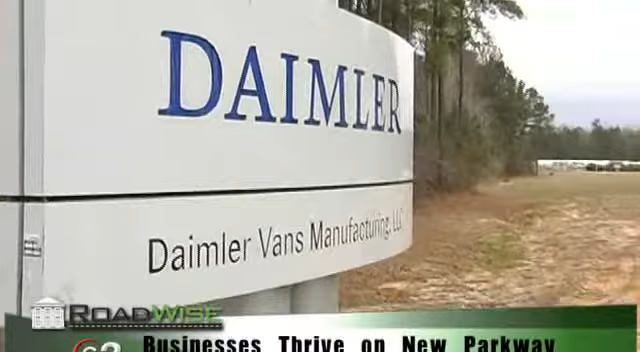 DAIMLER
Daimler Vans Manufacturing, LLC
ROADWISE
Businesses Thrive on New Parkway